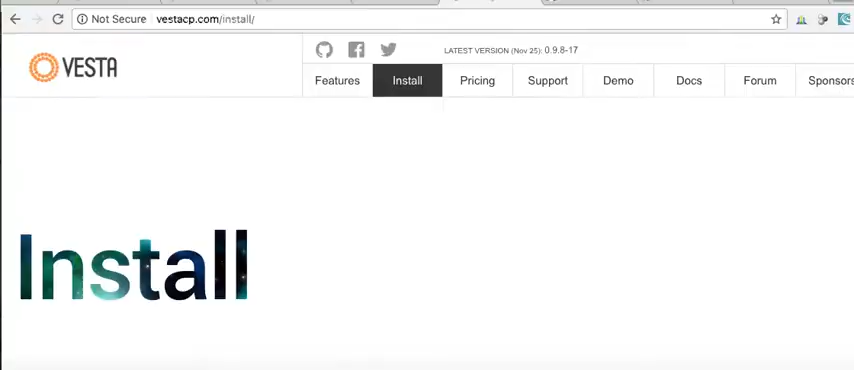 Not Secure vestacp.com/install/
VESTA
LATEST VERSION (Nov 25): 0.9.8-17
Features Install Pricing Support Demo Docs Forum Sponsors
Install